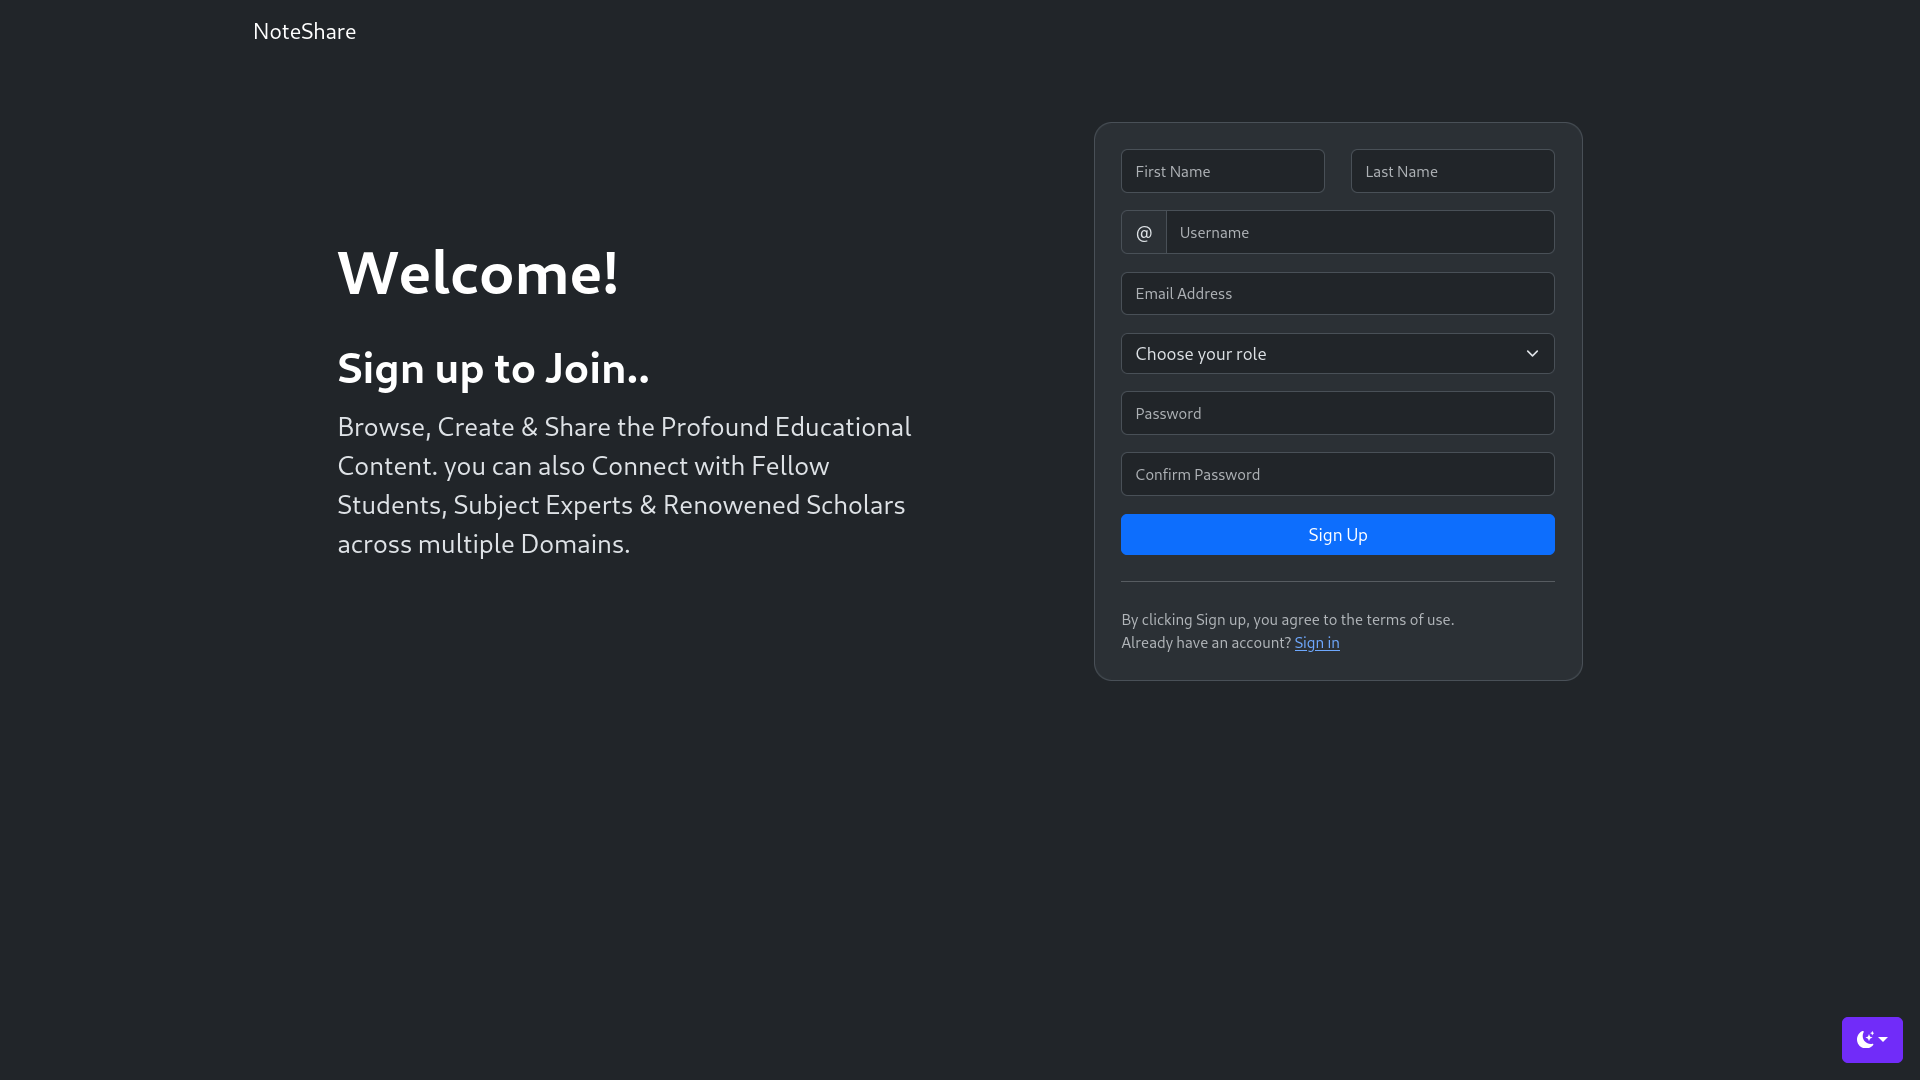 NoteShare
Welcome!
Sign up to Join..
Browse, Create & Share the Profound Educational
Content. you can also Connect with Fellow
Students, Subject Experts & Renowened Scholars
across multiple Domains.
First Name
Last Name
@ Username
Email Address
Choose your role
Password
Confirm Password
Sign Up
By clicking Sign up, you agree to the terms of use.
Already have an account? Sign in